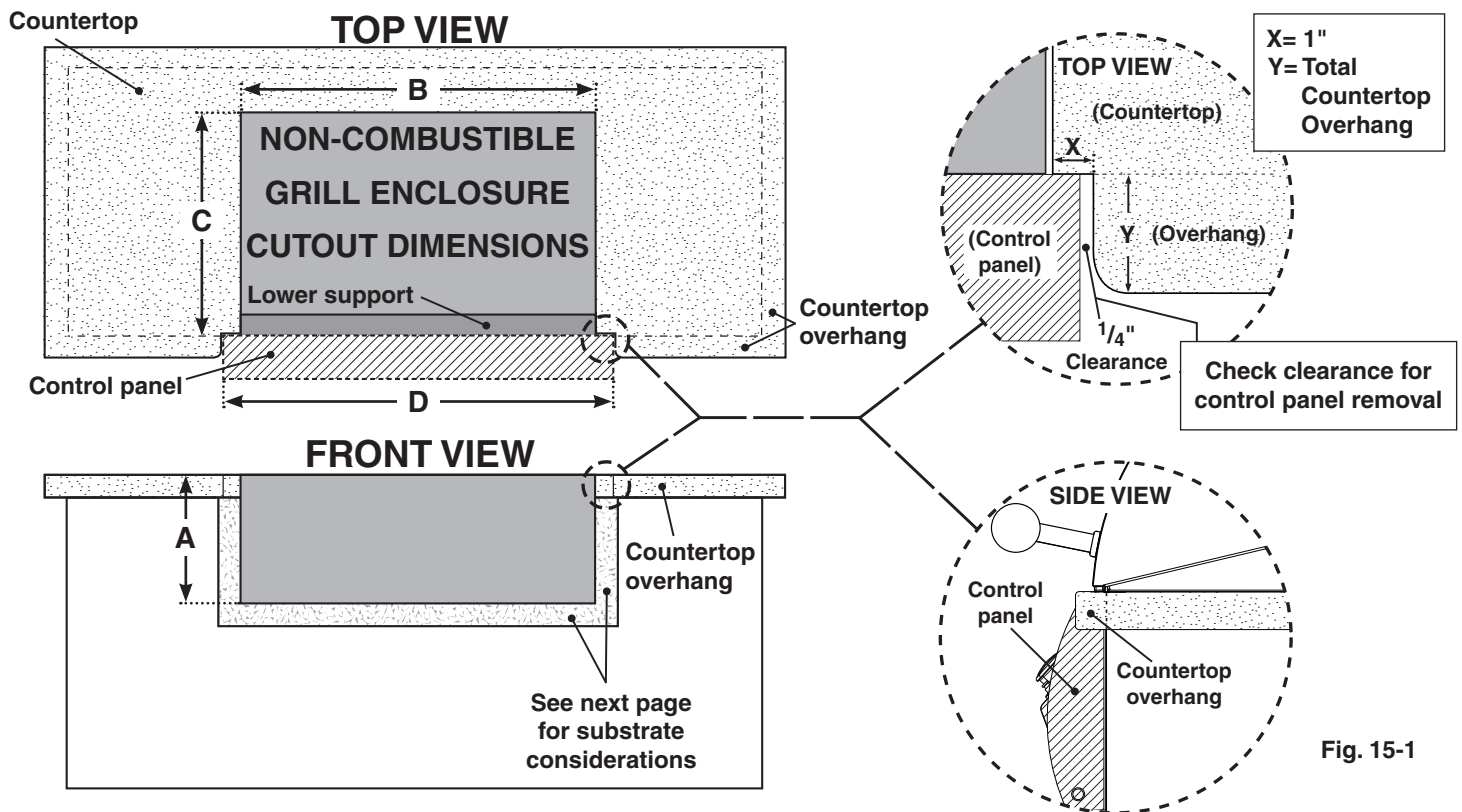 Countertop
TOP VIEW
B
C
NON-COMBUSTIBLE
GRILL ENCLOSURE
CUTOUT DIMENSIONS
Lower support
Countertop
overhang
Control panel
D
X= 1"
Y= Total
Countertop
Overhang
TOP VIEW
(Countertop)
X
(Control
panel)
Y
(Overhang)
1/4"
Clearance
Check clearance for
control panel removal
FRONT VIEW
A
Countertop
overhang
See next page
for substrate
considerations
SIDE VIEW
Control
panel
Countertop
overhang
Fig. 15-1